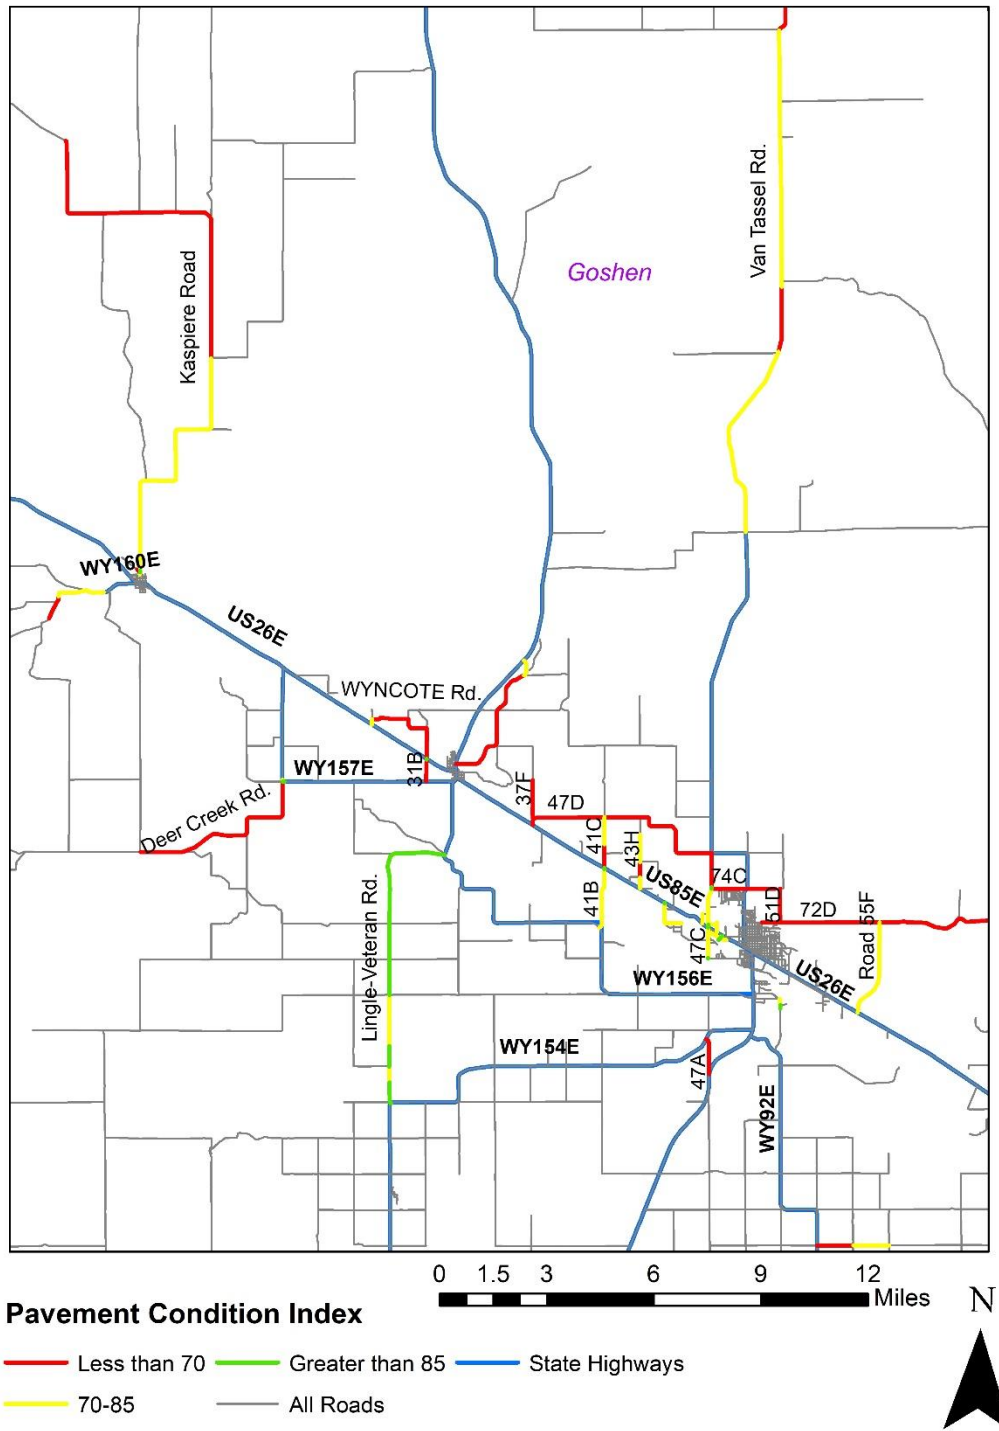 Van Tassel Rd.
Goshen
Kaspiere Road
WY160E
US26E
WYNCOTE Rd.
WY157E
31B
37F
47D
Deer Creek Rd.
41C
43H
US85E
74C
41B
51D
72D
Road 55F
47C
Lingle-Veteran Rd.
WY156E
US26E
WY154E
47A
WY92E
0 1.5 3 6 9 12
Miles
N
Pavement Condition Index
Less than 70
Greater than 85
State Highways
70-85
All Roads